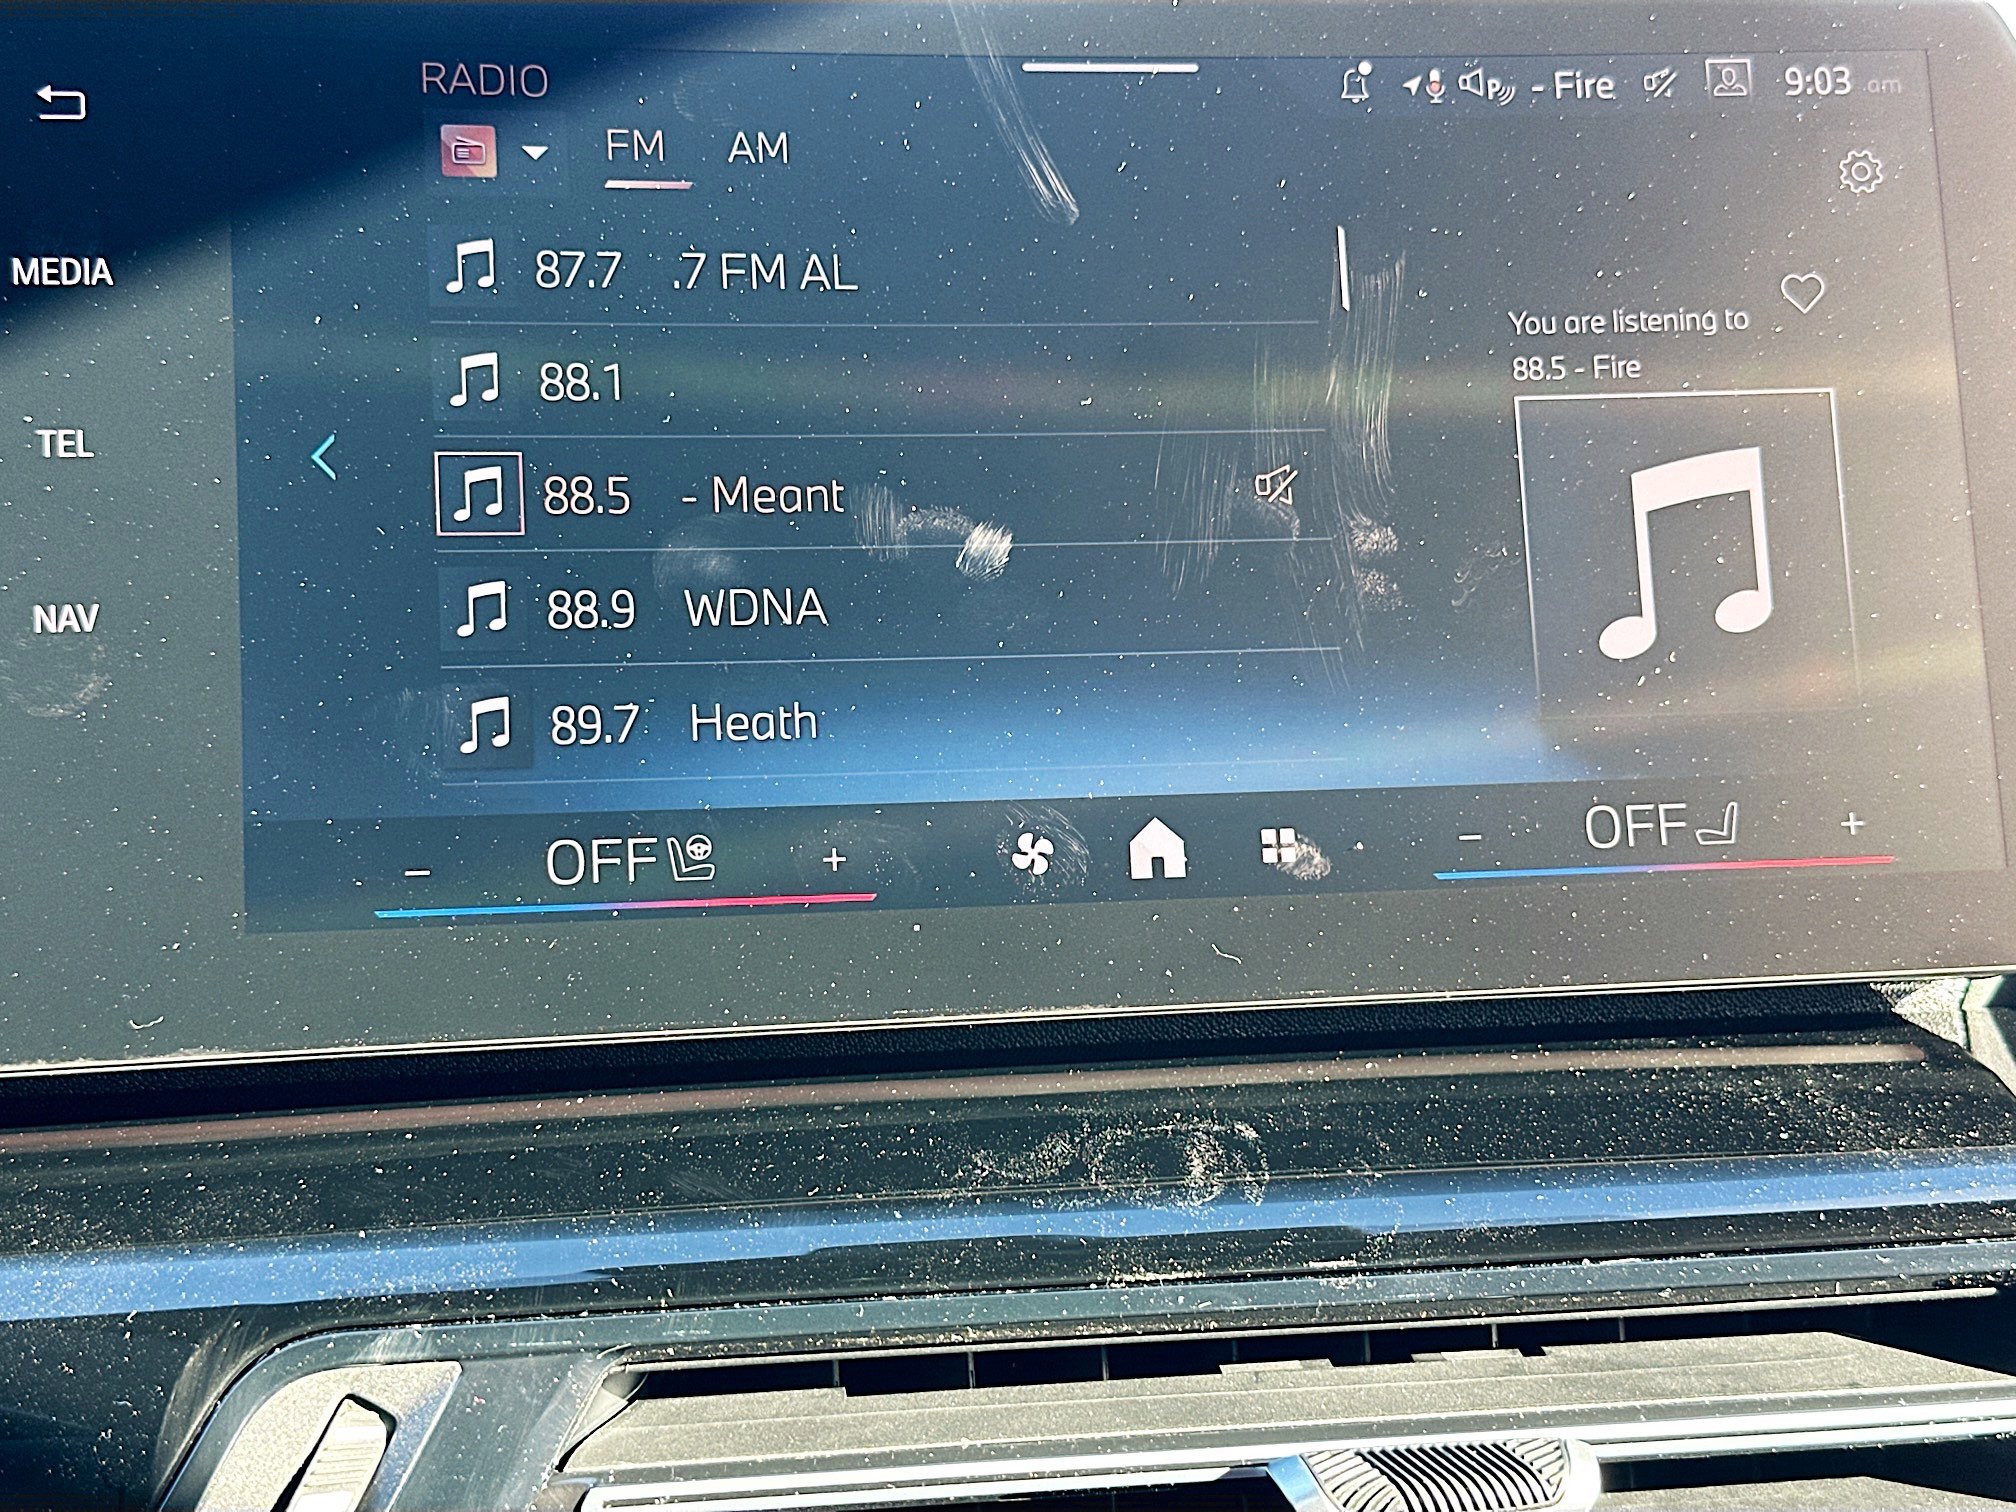 RADIO
- Fire 9:03 am
FM AM
MEDIA
87.7 .7 FM AL
You are listening to
88.5 - Fire
88.1
TEL
88.5 - Meant
NAV
88.9 WDNA
89.7 Heath
- OFF +
- OFF +